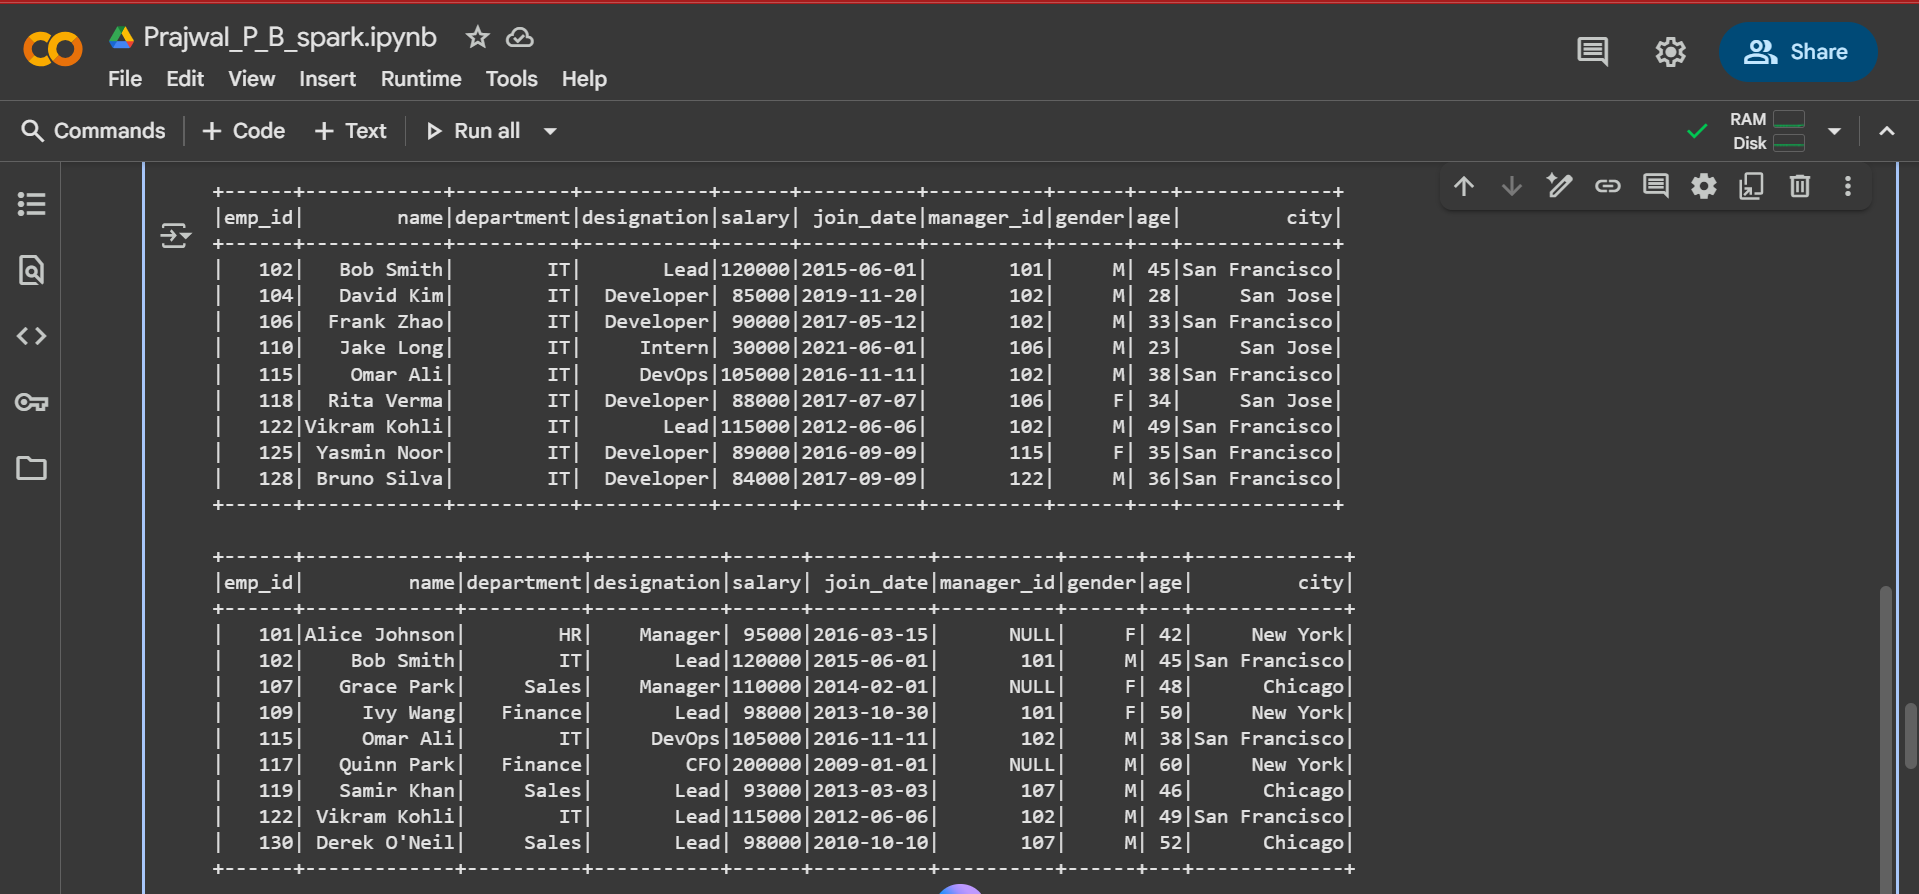 Prajwal_P_B_spark.ipynb
File Edit View Insert Runtime Tools Help
Share
Commands + Code + Text Run all
RAM
Disk
+------+------------+----------+-----------+------+----------+----------+------+---+-------------+
|emp_id|        name|department|designation|salary| join_date|manager_id|gender|age|         city|
+------+------------+----------+-----------+------+----------+----------+------+---+-------------+
|   102|   Bob Smith|        IT|       Lead|120000|2015-06-01|       101|     M| 45|San Francisco|
|   104|   David Kim|        IT|  Developer| 85000|2019-11-20|       102|     M| 28|     San Jose|
|   106|  Frank Zhao|        IT|  Developer| 90000|2017-05-12|       102|     M| 33|San Francisco|
|   110|   Jake Long|        IT|     Intern| 30000|2021-06-01|       106|     M| 23|     San Jose|
|   115|    Omar Ali|        IT|     DevOps|105000|2016-11-11|       102|     M| 38|San Francisco|
|   118|  Rita Verma|        IT|  Developer| 88000|2017-07-07|       106|     F| 34|     San Jose|
|   122|Vikram Kohli|        IT|       Lead|115000|2012-06-06|       102|     M| 49|San Francisco|
|   125| Yasmin Noor|        IT|  Developer| 89000|2016-09-09|       115|     F| 35|San Francisco|
|   128| Bruno Silva|        IT|  Developer| 84000|2017-09-09|       122|     M| 36|San Francisco|
+------+------------+----------+-----------+------+----------+----------+------+---+-------------+
+------+-------------+----------+-----------+------+----------+----------+------+---+-------------+
|emp_id|         name|department|designation|salary| join_date|manager_id|gender|age|         city|
+------+-------------+----------+-----------+------+----------+----------+------+---+-------------+
|   101|Alice Johnson|        HR|    Manager| 95000|2016-03-15|      NULL|     F| 42|     New York|
|   102|    Bob Smith|        IT|       Lead|120000|2015-06-01|       101|     M| 45|San Francisco|
|   107|   Grace Park|     Sales|    Manager|110000|2014-02-01|      NULL|     F| 48|      Chicago|
|   109|     Ivy Wang|   Finance|       Lead| 98000|2013-10-30|       101|     F| 50|     New York|
|   115|     Omar Ali|        IT|     DevOps|105000|2016-11-11|       102|     M| 38|San Francisco|
|   117|   Quinn Park|   Finance|        CFO|200000|2009-01-01|      NULL|     M| 60|     New York|
|   119|   Samir Khan|     Sales|       Lead| 93000|2013-03-03|       107|     M| 46|      Chicago|
|   122| Vikram Kohli|        IT|       Lead|115000|2012-06-06|       102|     M| 49|San Francisco|
|   130| Derek O'Neil|     Sales|       Lead| 98000|2010-10-10|       107|     M| 52|      Chicago|
+------+-------------+----------+-----------+------+----------+----------+------+---+-------------+